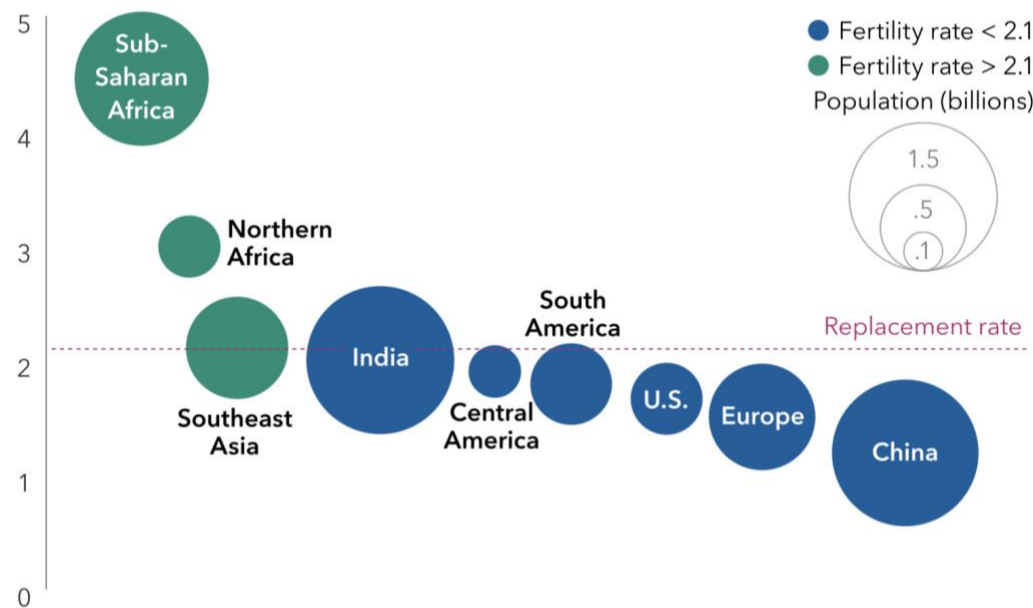 5
4
3
2
1
0
Sub-
Saharan
Africa
Northern
Africa
Southeast
Asia
India
Central
America
South
America
U.S.
Europe
China
Fertility rate < 2.1
Fertility rate > 2.1
Population (billions)
1.5
.5
.1
Replacement rate